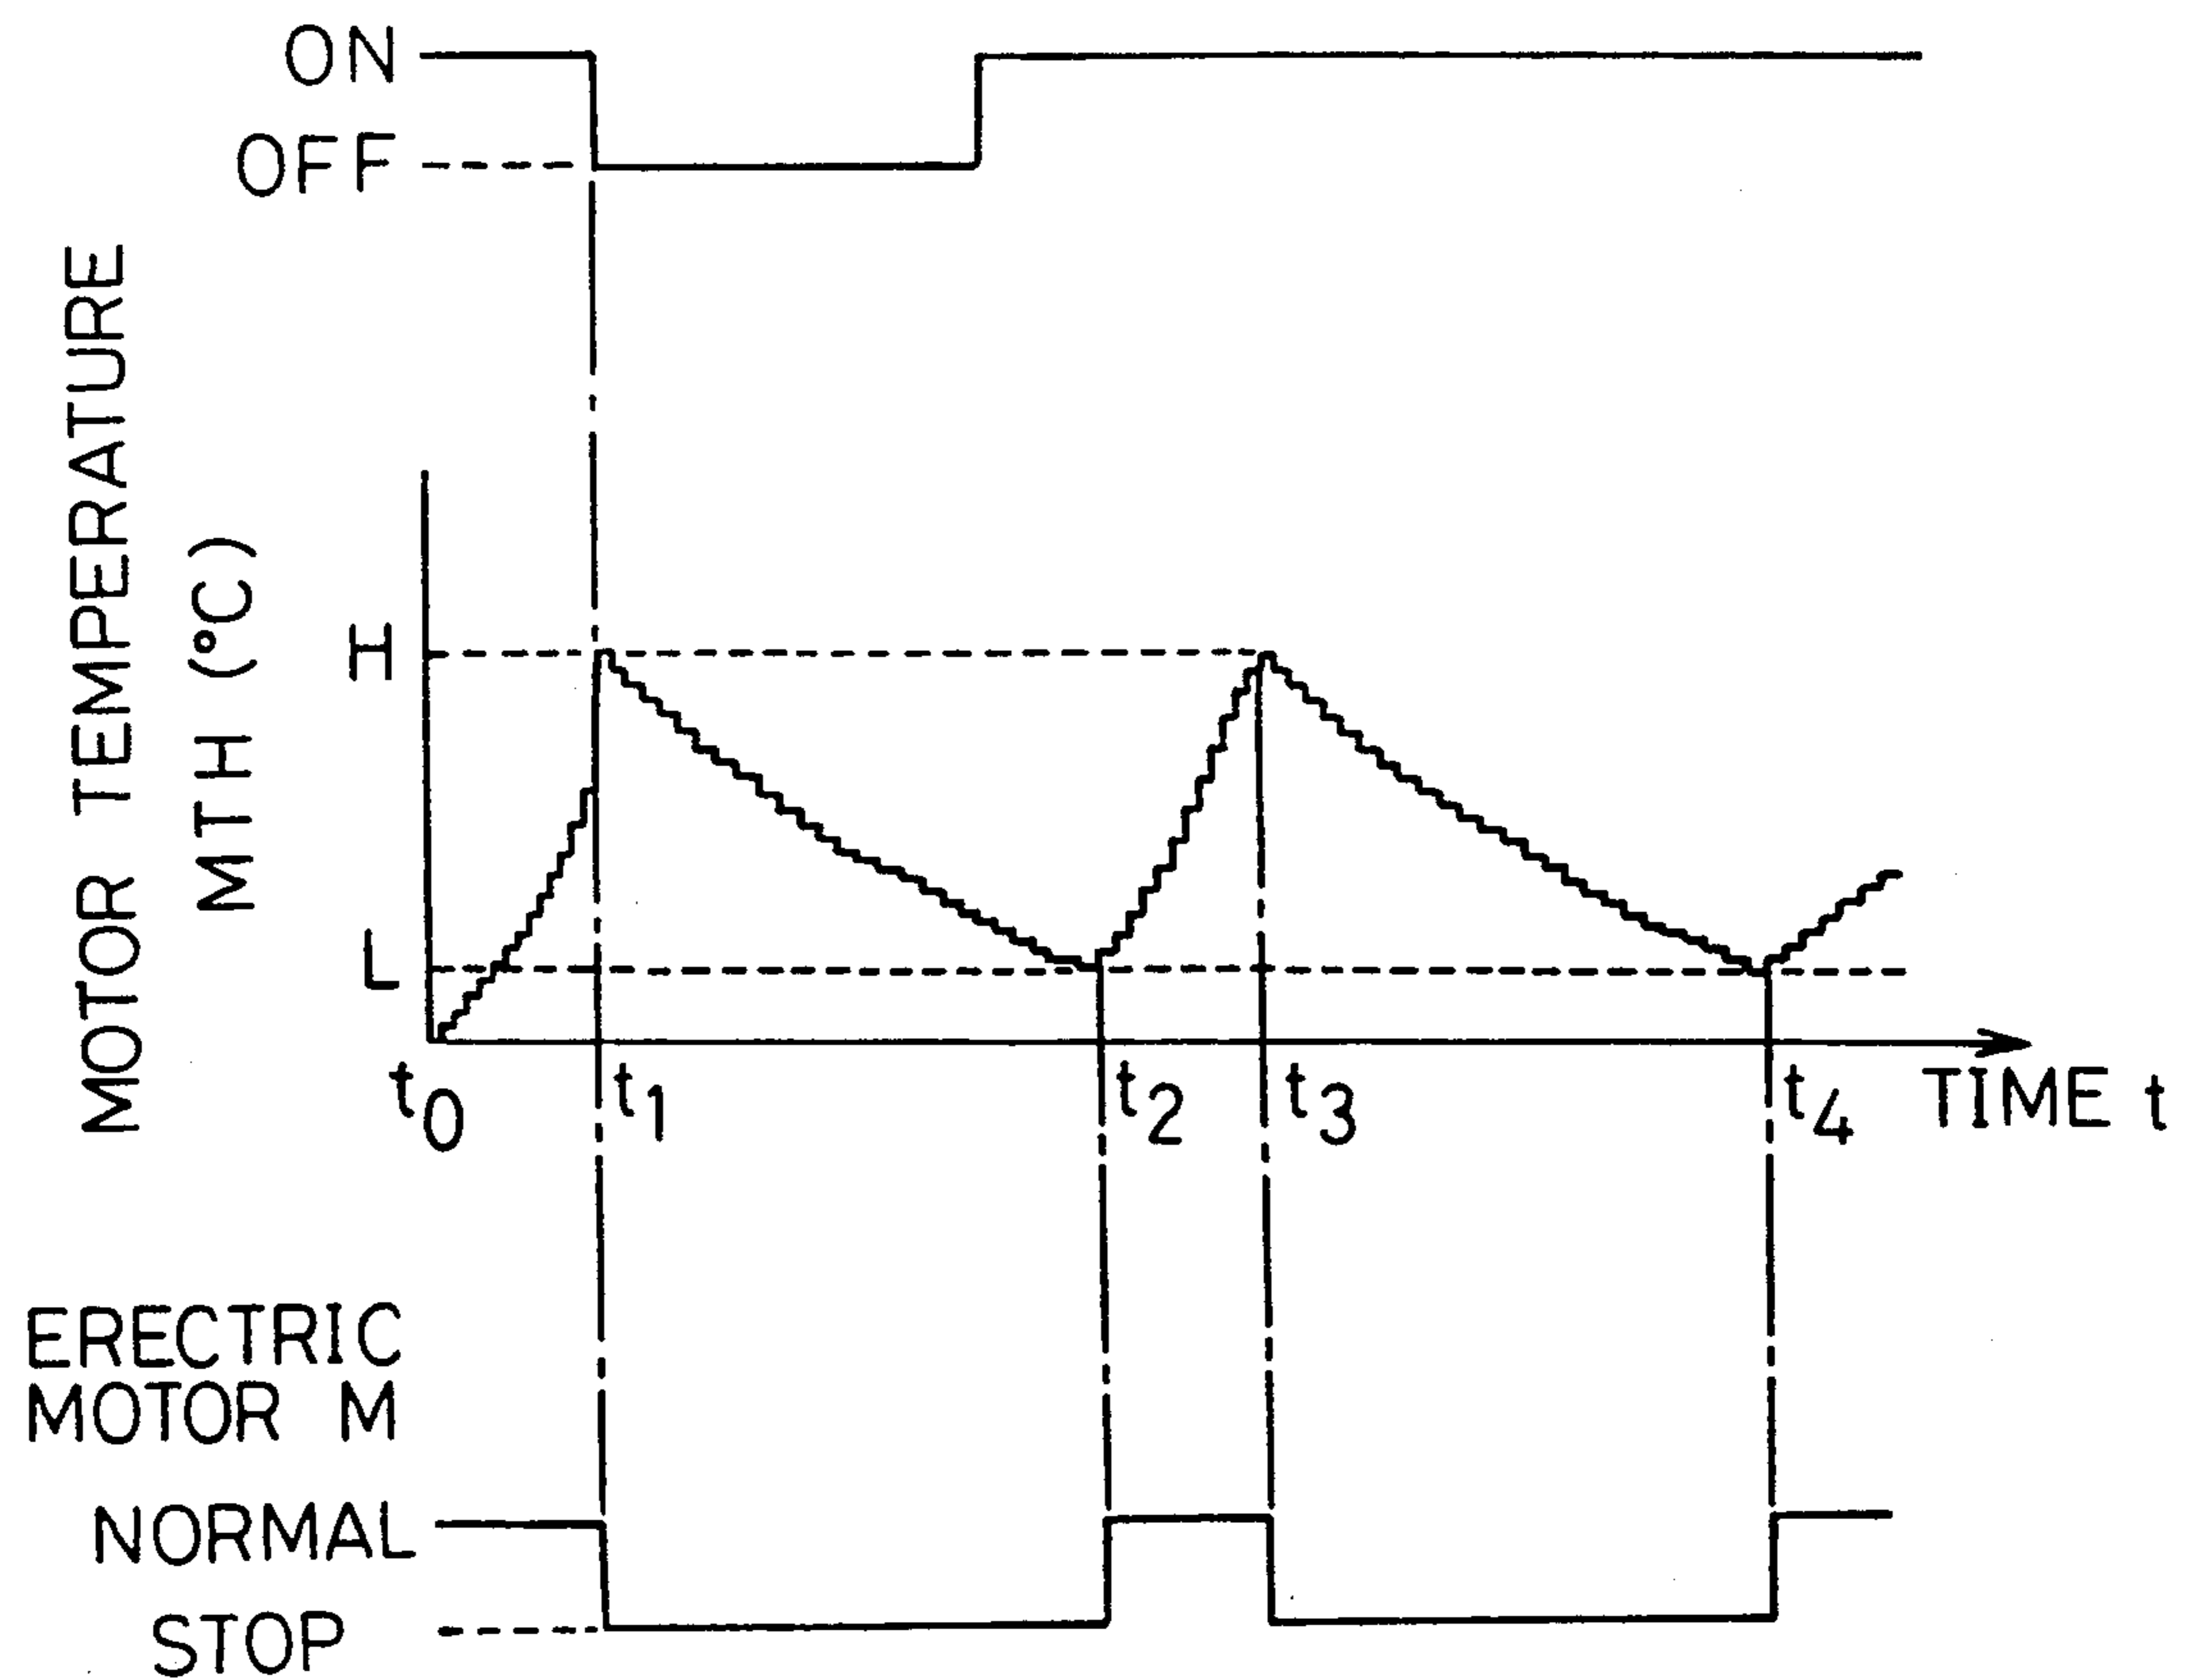 ON
OFF
MOTOR TEMPERATURE
MTH (°C)
H
L
t0
t1
t2
t3
t4
TIME t
ERECTRIC
MOTOR M
NORMAL
STOP